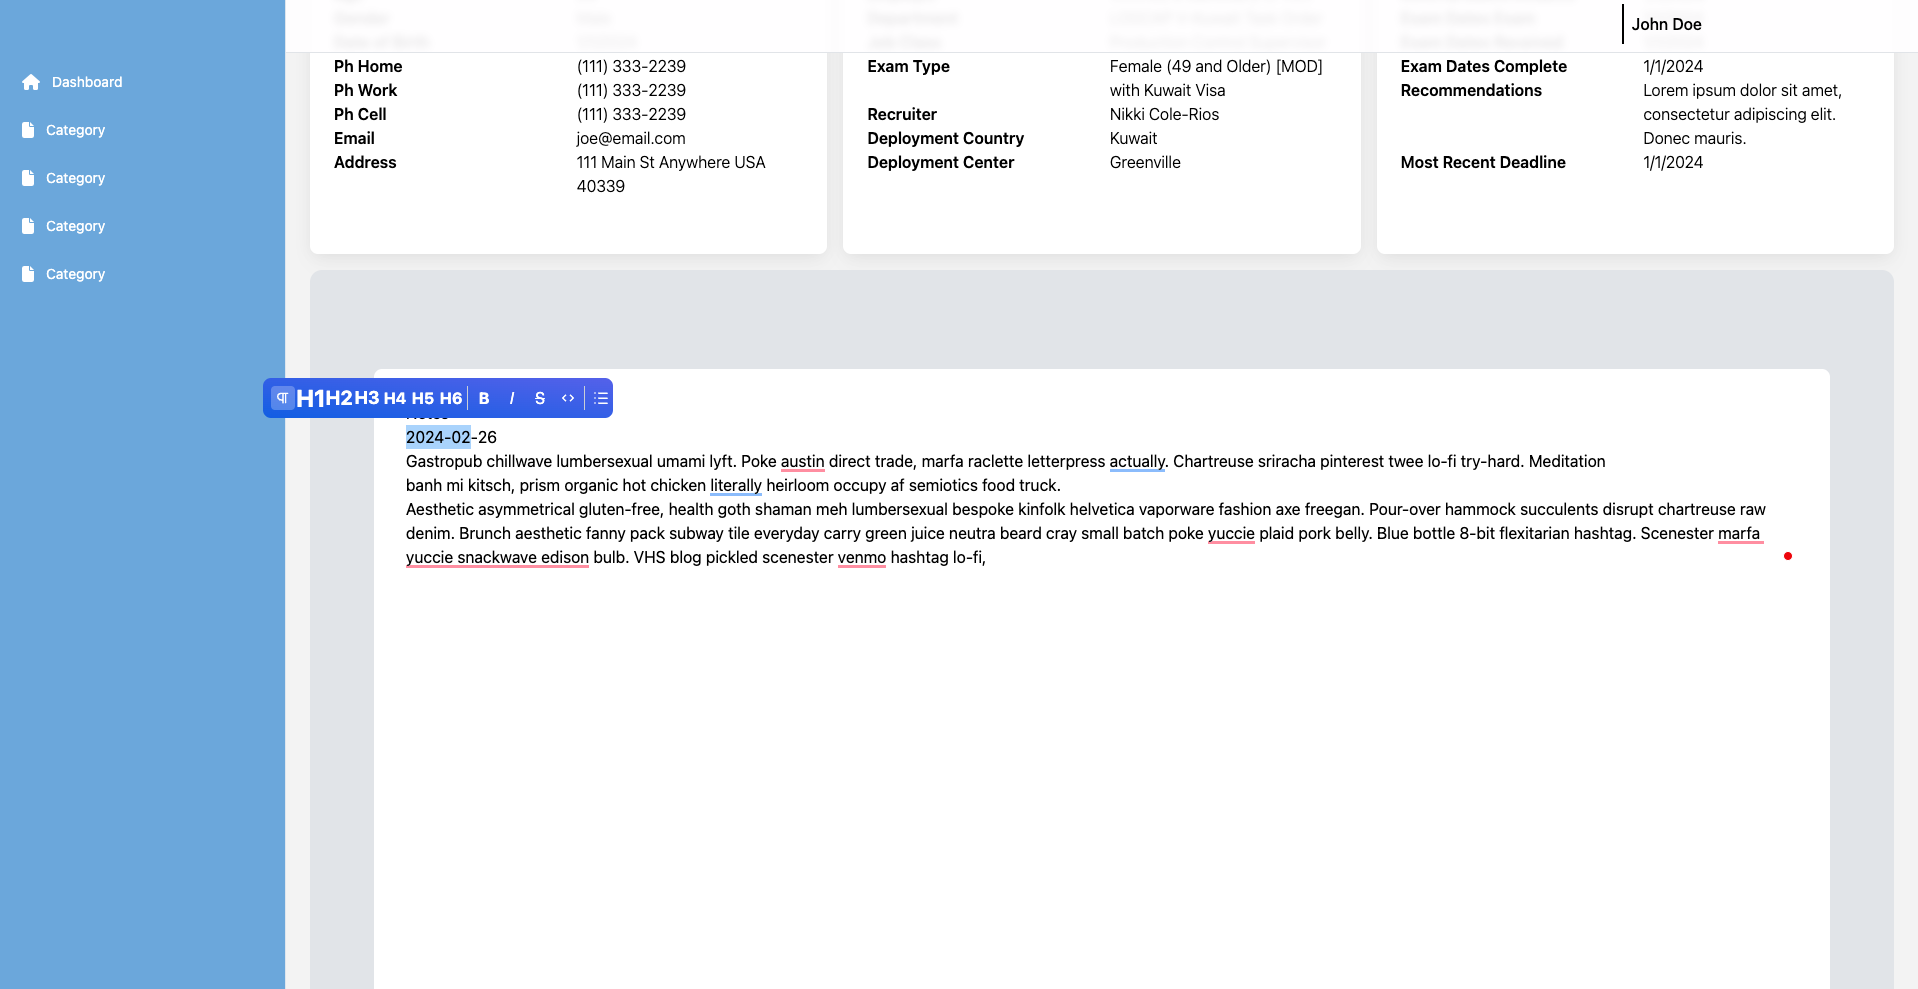 John Doe
Dashboard
Category
Category
Category
Category
Ph Home (111) 333-2239
Ph Work (111) 333-2239
Ph Cell (111) 333-2239
Email joe@email.com
Address 111 Main St Anywhere USA
40339
Exam Type Female (49 and Older) [MOD]
with Kuwait Visa
Recruiter Nikki Cole-Rios
Deployment Country Kuwait
Deployment Center Greenville
Exam Dates Complete 1/1/2024
Recommendations Lorem ipsum dolor sit amet,
consectetur adipiscing elit.
Donec mauris.
Most Recent Deadline 1/1/2024
H1 H2 H3 H4 H5 H6 B I S <>
2024-02-26
Gastropub chillwave lumbersexual umami lyft. Poke austin direct trade, marfa raclette letterpress actually. Chartreuse sriracha pinterest twee lo-fi try-hard. Meditation
banh mi kitsch, prism organic hot chicken literally heirloom occupy af semiotics food truck.
Aesthetic asymmetrical gluten-free, health goth shaman meh lumbersexual bespoke kinfolk helvetica vaporware fashion axe freegan. Pour-over hammock succulents disrupt chartreuse raw
denim. Brunch aesthetic fanny pack subway tile everyday carry green juice neutra beard cray small batch poke yuccie plaid pork belly. Blue bottle 8-bit flexitarian hashtag. Scenester marfa
yuccie snackwave edison bulb. VHS blog pickled scenester venmo hashtag lo-fi,